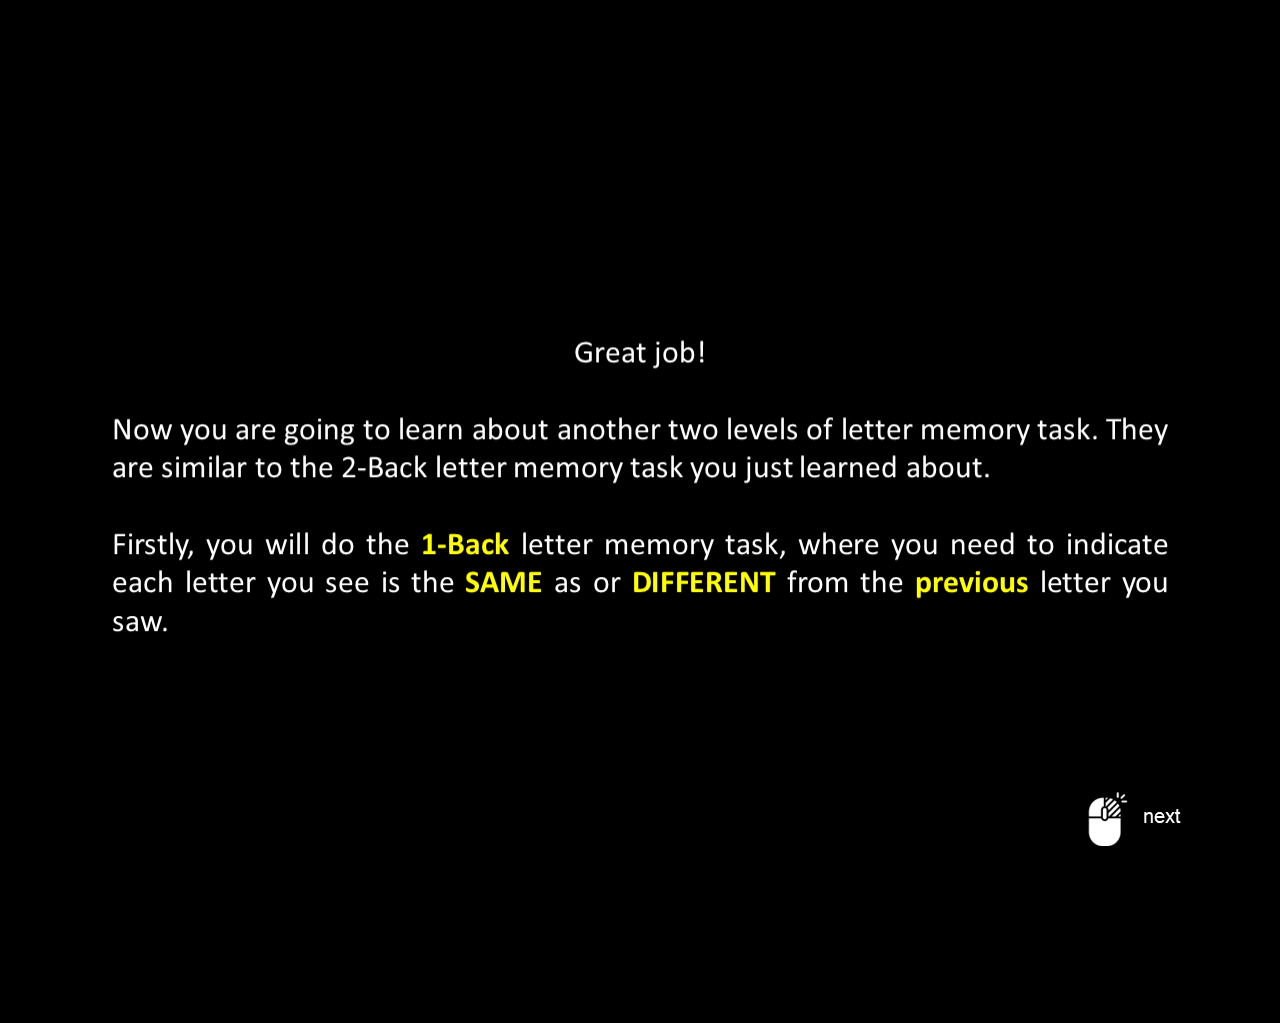 Great job!
Now you are going to learn about another two levels of letter memory task. They
are similar to the 2-Back letter memory task you just learned about.
Firstly, you will do the 1-Back letter memory task, where you need to indicate
each letter you see is the SAME as or DIFFERENT from the previous letter you
saw.
next